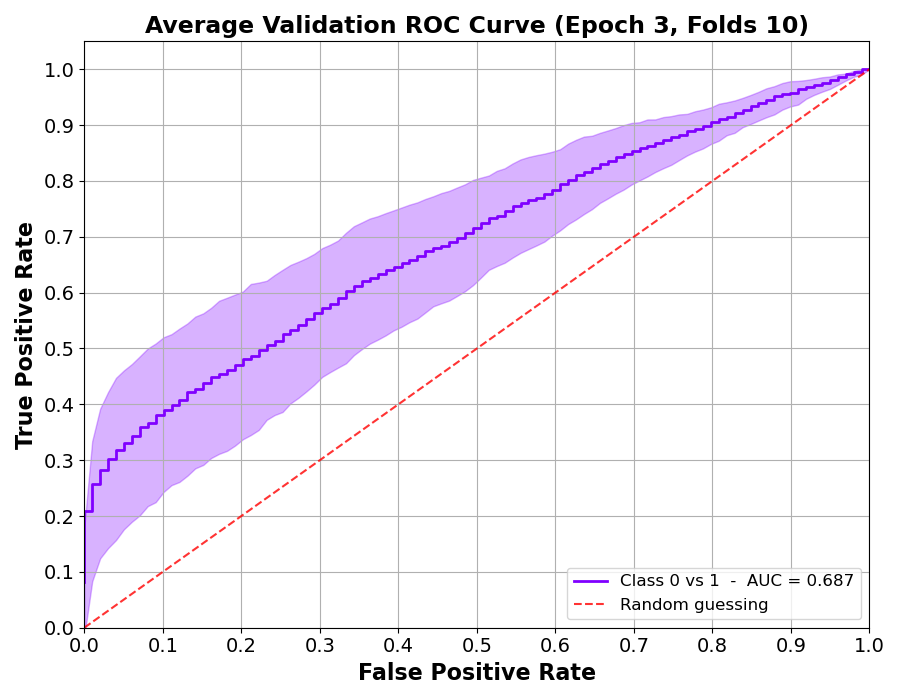 Average Validation ROC Curve (Epoch 3, Folds 10)
True Positive Rate
1.0
0.9
0.8
0.7
0.6
0.5
0.4
0.3
0.2
0.1
0.0
Class 0 vs 1  -  AUC = 0.687
Random guessing
0.0 0.1 0.2 0.3 0.4 0.5 0.6 0.7 0.8 0.9 1.0
False Positive Rate